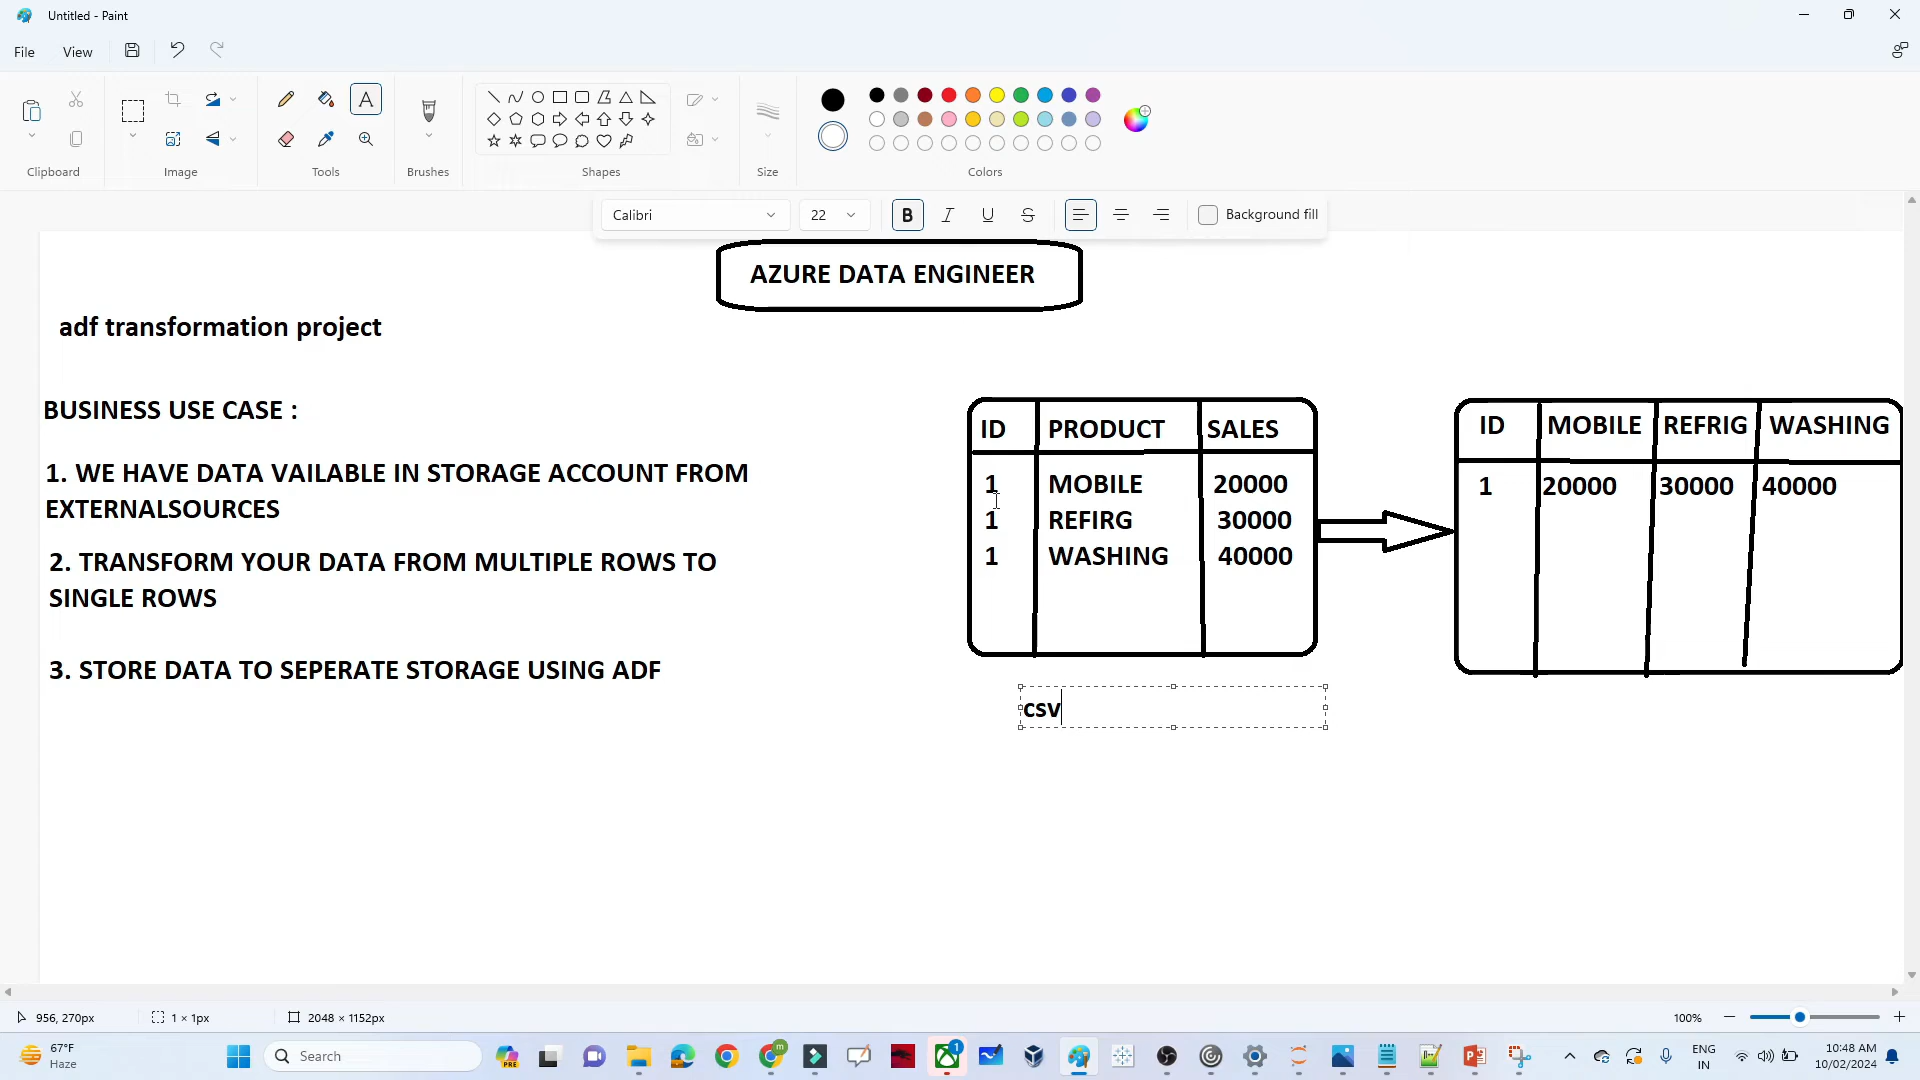 Untitled - Paint
File
View
Clipboard
Image
Tools
Brushes
Shapes
Size
Colors
Calibri
22
B
I
U
S
Background fill
AZURE DATA ENGINEER
adf transformation project
BUSINESS USE CASE :
1. WE HAVE DATA VAILABLE IN STORAGE ACCOUNT FROM
EXTERNALSOURCES
2. TRANSFORM YOUR DATA FROM MULTIPLE ROWS TO
SINGLE ROWS
3. STORE DATA TO SEPERATE STORAGE USING ADF
ID PRODUCT SALES
1 MOBILE 20000
1 REFIRG 30000
1 WASHING 40000
csv
ID MOBILE REFRIG WASHING
1 20000 30000 40000
956, 270px
1 × 1px
2048 × 1152px
100%
67°F
Haze
Search
PRE
m
1
ENG
IN
10:48 AM
10/02/2024